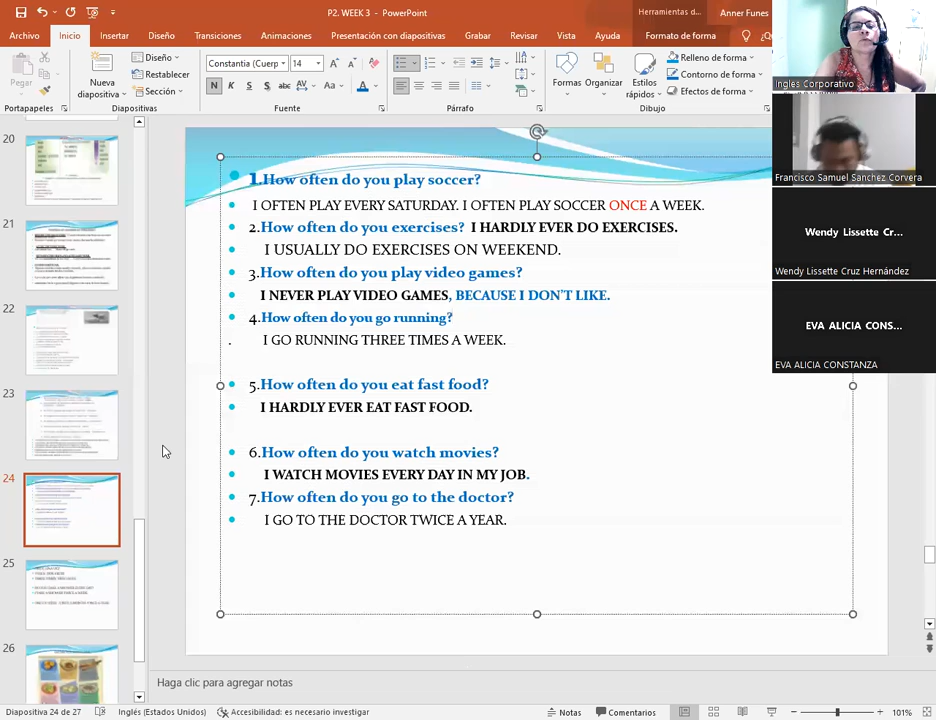 P2. WEEK 3 - PowerPoint
Herramientas d...
Anner Funes
Archivo
Inicio
Insertar
Diseño
Transiciones
Animaciones
Presentación con diapositivas
Grabar
Revisar
Vista
Ayuda
Formato de forma
Pegar
Nueva diapositiva
Diseño
Restablecer
Sección
Constantia (Cuerp
14
N K S S abc AV Aa A
Formas
Organizar
Estilos rápidos
Relleno de forma
Contorno de forma
Efectos de forma
Portapapeles
Diapositivas
Fuente
Párrafo
Dibujo
Ingles Corporativo
Francisco Samuel Sanchez Corvera
Wendy Lissette Cr...
Wendy Lissette Cruz Hernández
EVA ALICIA CONS...
EVA ALICIA CONSTANZA
20
21
22
23
24
25
26
1.How often do you play soccer?
I OFTEN PLAY EVERY SATURDAY. I OFTEN PLAY SOCCER ONCE A WEEK.
2.How often do you exercises? I HARDLY EVER DO EXERCISES.
I USUALLY DO EXERCISES ON WEEKEND.
3.How often do you play video games?
I NEVER PLAY VIDEO GAMES, BECAUSE I DON'T LIKE.
4.How often do you go running?
. I GO RUNNING THREE TIMES A WEEK.
5.How often do you eat fast food?
I HARDLY EVER EAT FAST FOOD.
6.How often do you watch movies?
I WATCH MOVIES EVERY DAY IN MY JOB.
7.How often do you go to the doctor?
I GO TO THE DOCTOR TWICE A YEAR.
Haga clic para agregar notas
Diapositiva 24 de 27
Inglés (Estados Unidos)
Accesibilidad: es necesario investigar
Notas
Comentarios
101%